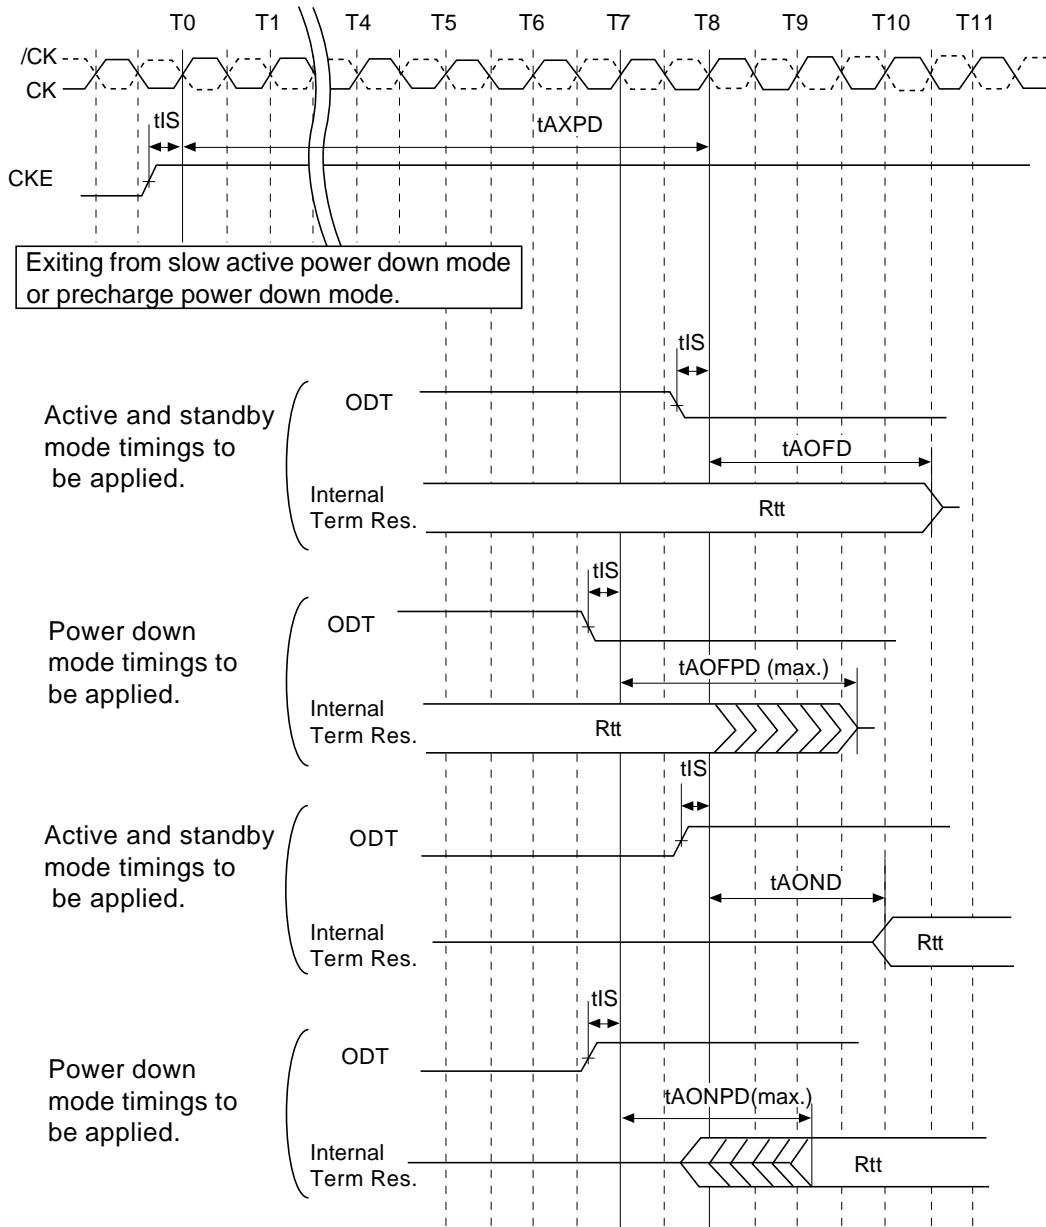 T0 T1 T4 T5 T6 T7 T8 T9 T10 T11
/CK
CK
tIS
tAXPD
CKE
Exiting from slow active power down mode
or precharge power down mode.
tIS
ODT
Active and standby
mode timings to
be applied.
tAOFD
Internal
Term Res.
Rtt
tIS
ODT
Power down
mode timings to
be applied.
tAOFPD (max.)
Internal
Term Res.
Rtt
tIS
ODT
Active and standby
mode timings to
be applied.
tAOND
Internal
Term Res.
Rtt
tIS
ODT
Power down
mode timings to
be applied.
tAONPD(max.)
Internal
Term Res.
Rtt